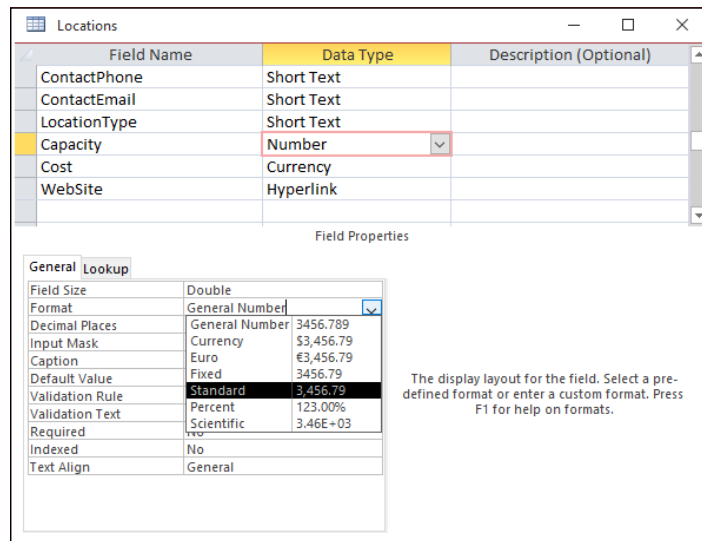 Locations
Field Name Data Type Description (Optional)
ContactPhone Short Text
ContactEmail Short Text
LocationType Short Text
Capacity Number
Cost Currency
WebSite Hyperlink
Field Properties
General Lookup
Field Size Double
Format General Number
Decimal Places General Number 3456.789
Input Mask Currency $3,456.79
Caption Euro €3,456.79
Default Value Fixed 3456.79
Validation Rule Standard 3,456.79
Validation Text Percent 123.00%
Required Scientific 3.46E+03
Indexed No
Text Align General
The display layout for the field. Select a pre-
defined format or enter a custom format. Press
F1 for help on formats.